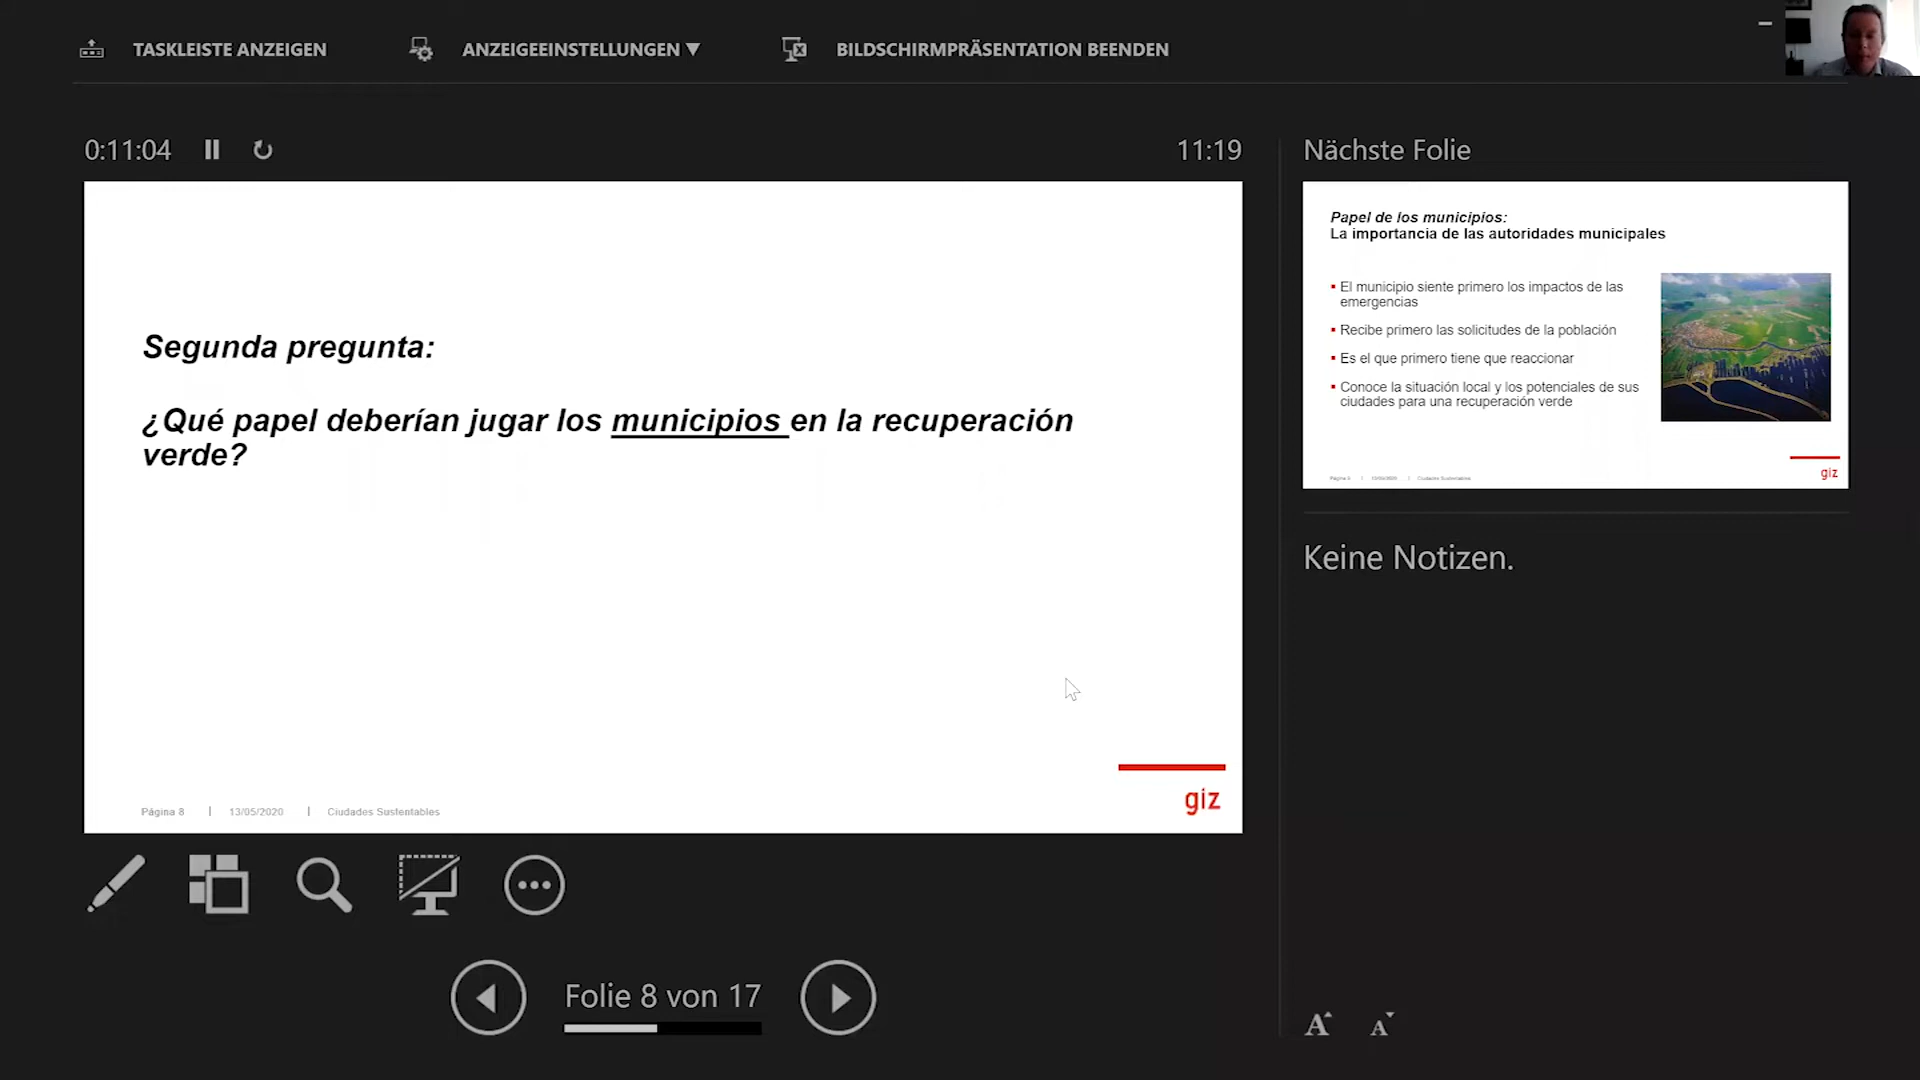 TASKLEISTE ANZEIGEN
ANZEIGEEINSTELLUNGEN ▼
BILDSCHIRMPRÄSENTATION BEENDEN
0:11:04
11:19
Segunda pregunta:
¿Qué papel deberían jugar los municipios en la recuperación
verde?
giz
Página 8 | 13/05/2020 | Ciudades Sustentables
Folie 8 von 17
Nächste Folie
Papel de los municipios:
La importancia de las autoridades municipales
▪ El municipio siente primero los impactos de las
emergencias
▪ Recibe primero las solicitudes de la población
▪ Es el que primero tiene que reaccionar
▪ Conoce la situación local y los potenciales de sus
ciudades para una recuperación verde
giz
Ciudades Sustentables
Keine Notizen.
A A